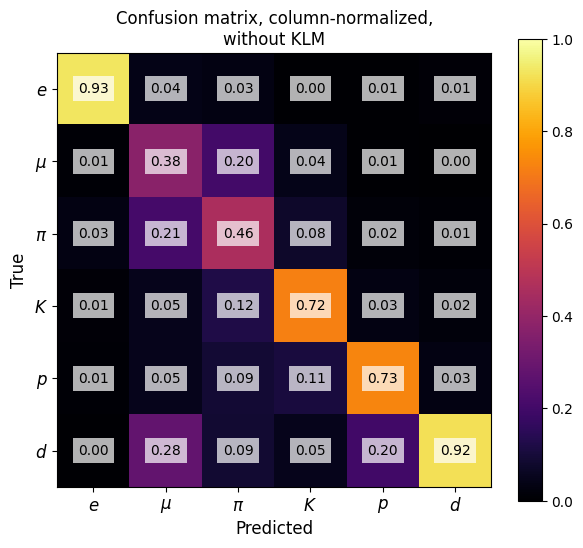 Confusion matrix, column-normalized,
without KLM
True
e 0.93 0.04 0.03 0.00 0.01 0.01
μ 0.01 0.38 0.20 0.04 0.01 0.00
π 0.03 0.21 0.46 0.08 0.02 0.01
K 0.01 0.05 0.12 0.72 0.03 0.02
p 0.01 0.05 0.09 0.11 0.73 0.03
d 0.00 0.28 0.09 0.05 0.20 0.92
e μ π K p d
Predicted
1.0
0.8
0.6
0.4
0.2
0.0